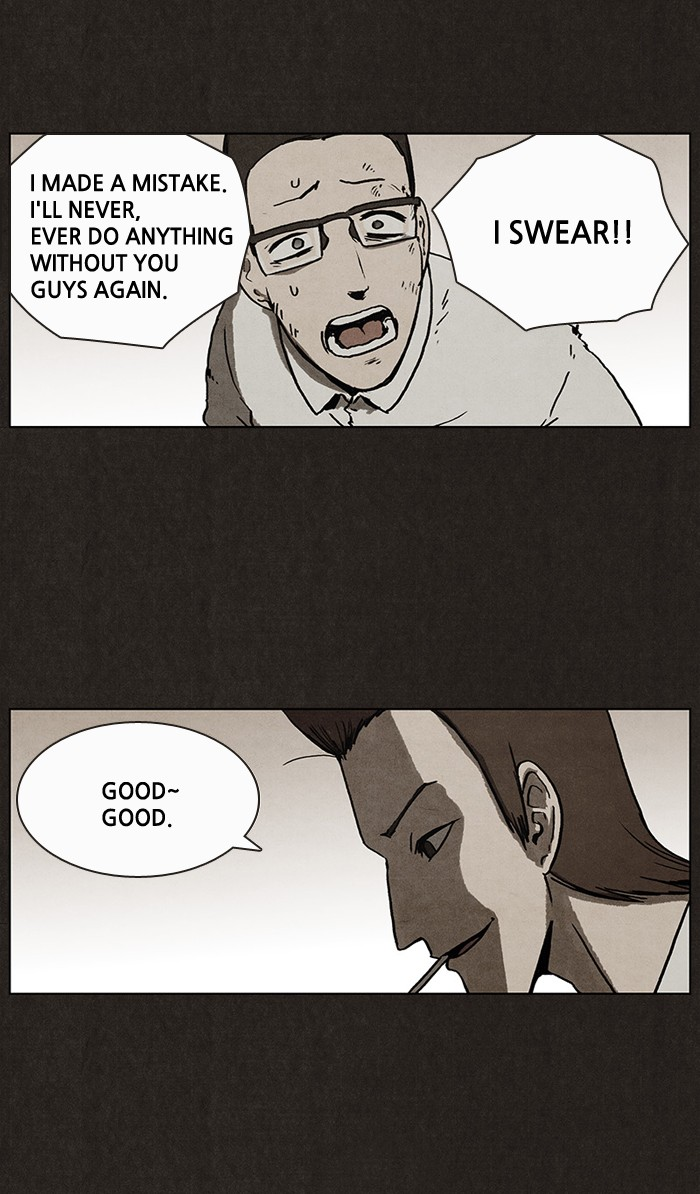 I MADE A MISTAKE.
I'LL NEVER,
EVER DO ANYTHING
WITHOUT YOU
GUYS AGAIN.
I SWEAR!!
GOOD~
GOOD.